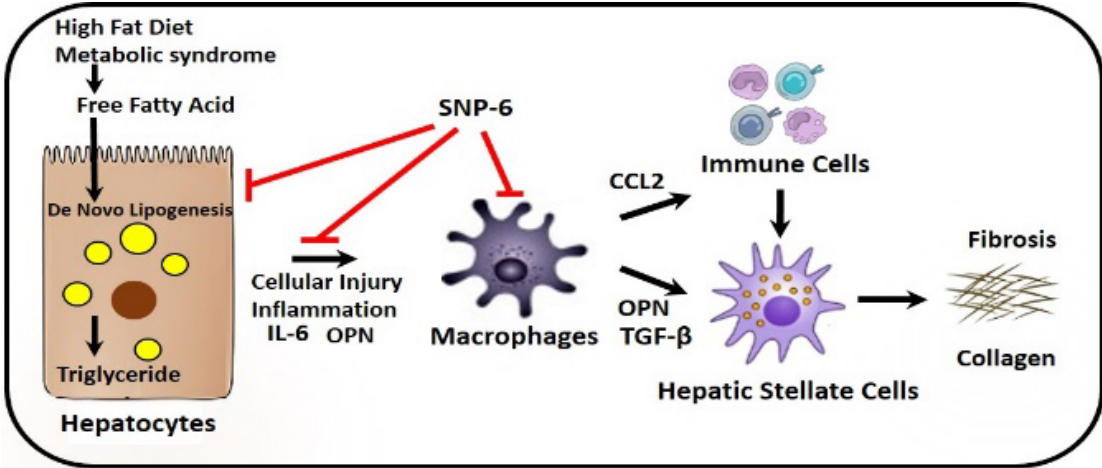 High Fat Diet
Metabolic syndrome
Free Fatty Acid
De Novo Lipogenesis
Triglyceride
Hepatocytes
SNP-6
Cellular Injury
Inflammation
IL-6 OPN
Macrophages
CCL2
OPN
TGF-β
Immune Cells
Hepatic Stellate Cells
Fibrosis
Collagen